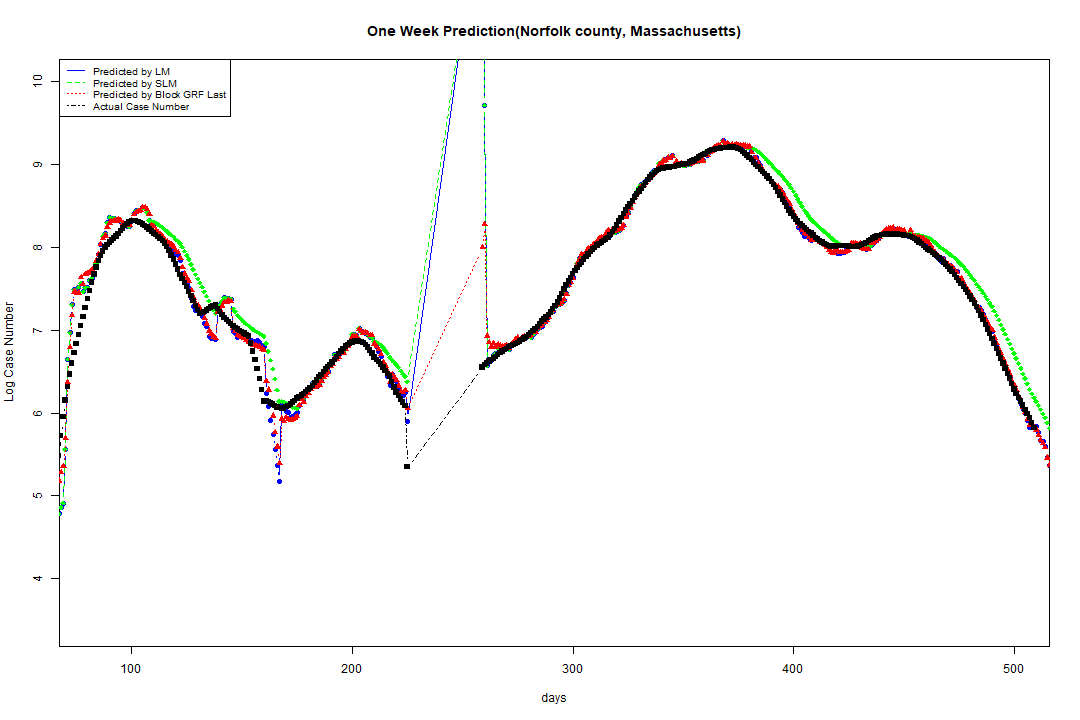 One Week Prediction(Norfolk county, Massachusetts)
Predicted by LM
Predicted by SLM
Predicted by Block GRF Last
Actual Case Number
10
9
8
7
6
5
4
Log Case Number
100 200 300 400 500
days